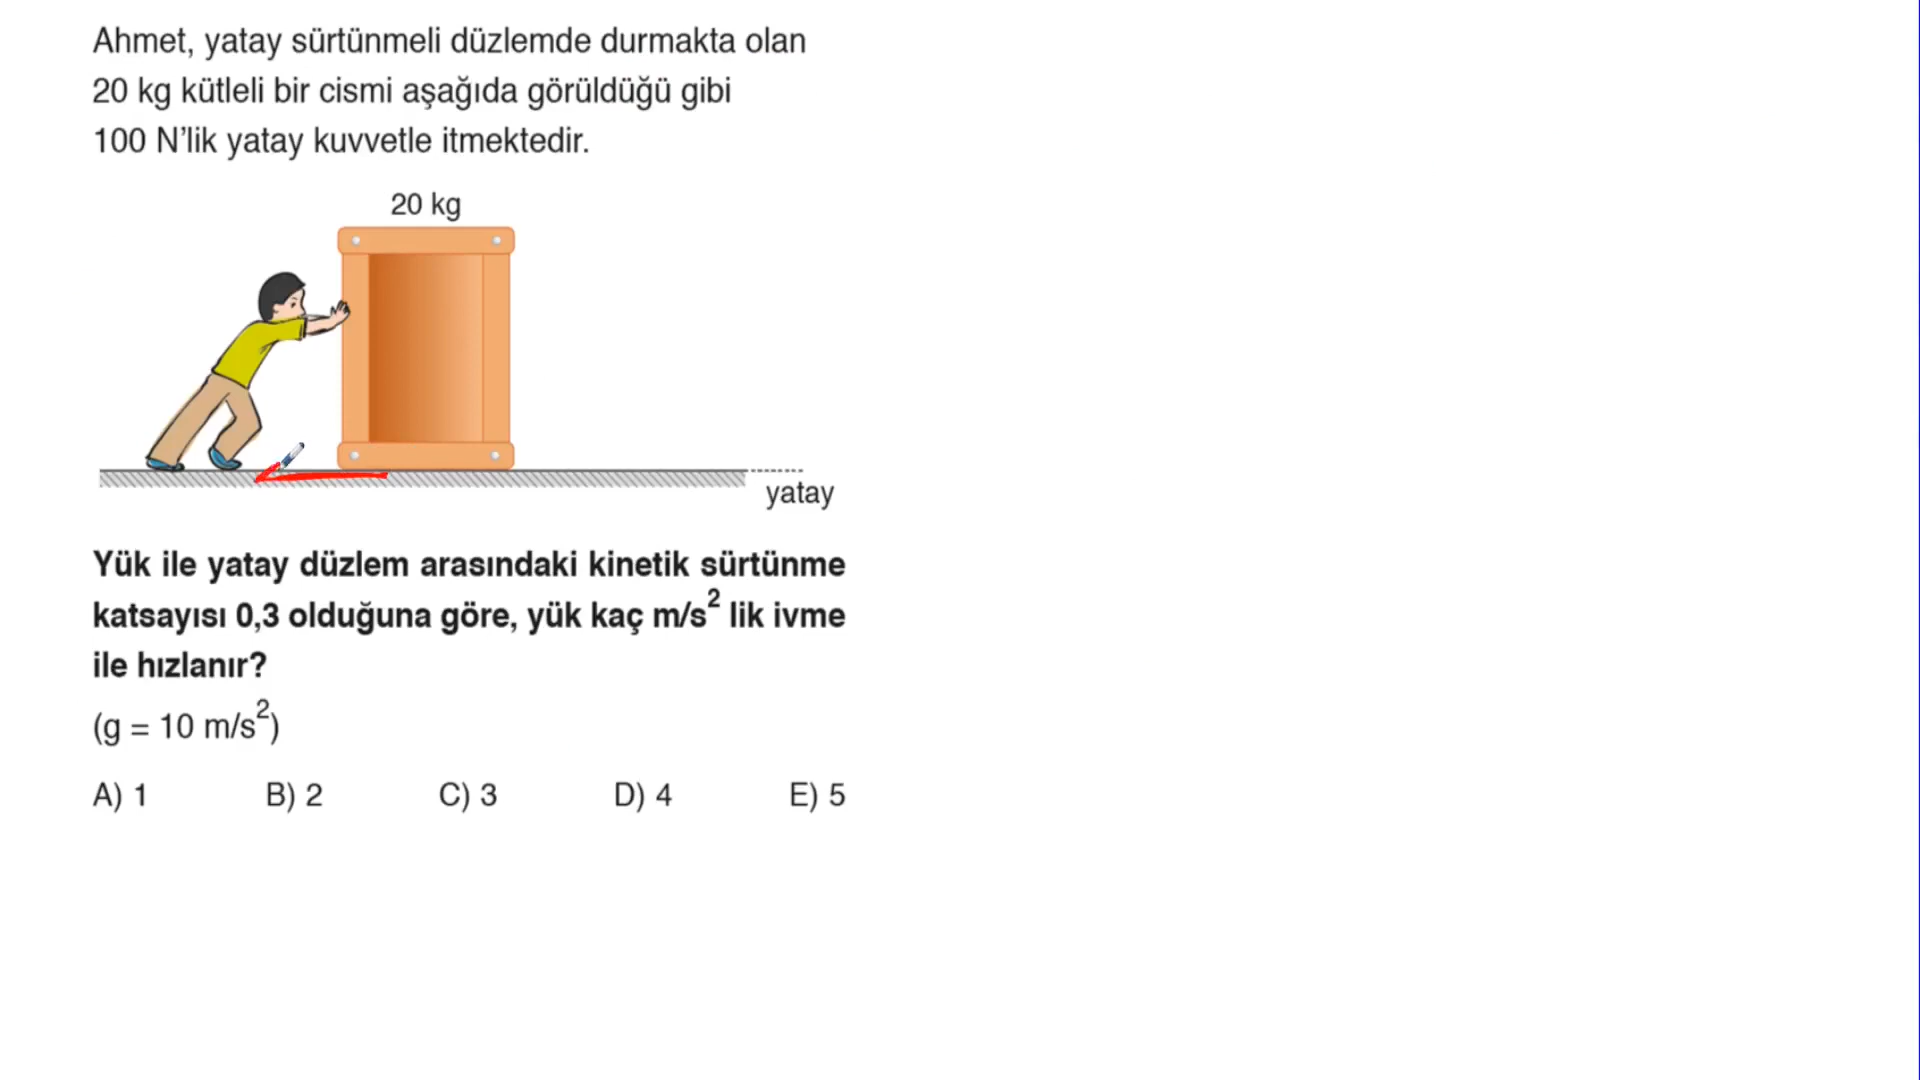 Ahmet, yatay sürtünmeli düzlemde durmakta olan
20 kg kütleli bir cismi aşağıda görüldüğü gibi
100 N’lik yatay kuvvetle itmektedir.
20 kg
yatay
Yük ile yatay düzlem arasındaki kinetik sürtünme
katsayısı 0,3 olduğuna göre, yük kaç m/s² lik ivme
ile hızlanır?
(g = 10 m/s²)
A) 1 B) 2 C) 3 D) 4 E) 5